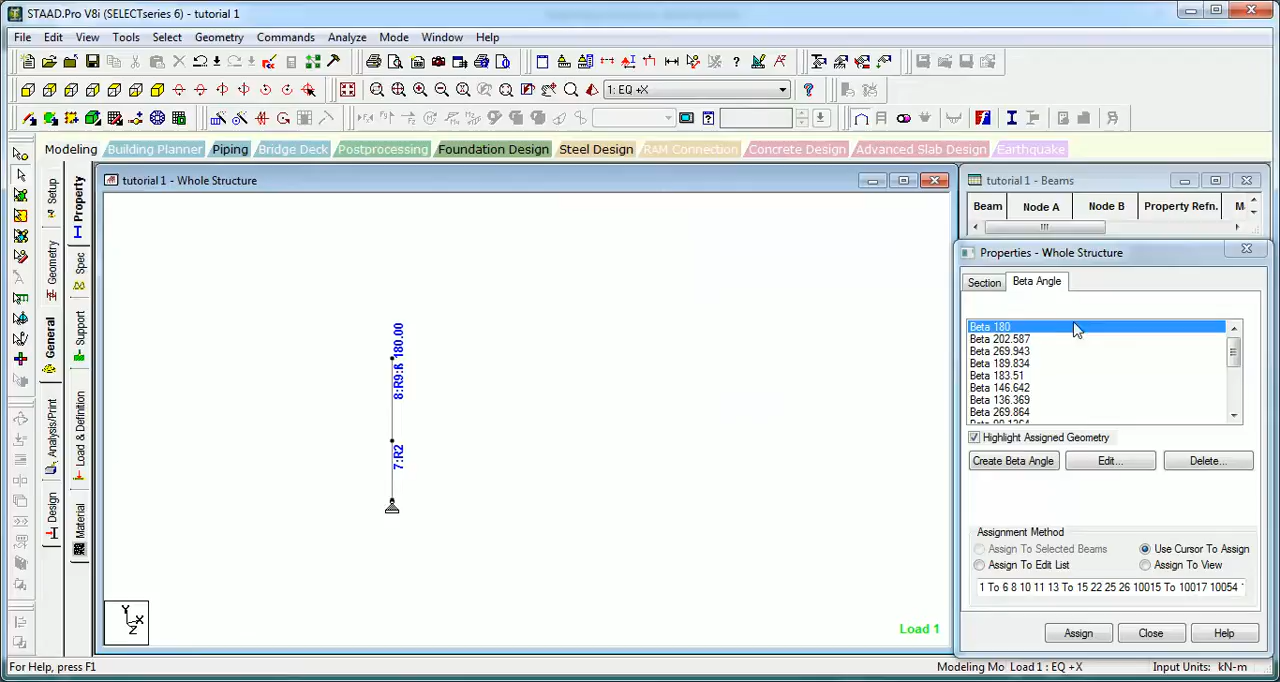 STAAD.Pro V8i (SELECTseries 6) - tutorial 1
File Edit View Tools Select Geometry Commands Analyze Mode Window Help
1: EQ +X
Modeling Building Planner Piping Bridge Deck Postprocessing Foundation Design Steel Design RAM Connection Concrete Design Advanced Slab Design Earthquake
Setup
Geometry
General
Analysis/Print
Design
Property
Spec
Support
Load & Definition
Material
tutorial 1 - Whole Structure
8:R9:ß 180.00
7:R2
Y
X
Z
Load 1
tutorial 1 - Beams
Beam Node A Node B Property Refn.
Properties - Whole Structure
Section Beta Angle
Beta 180
Beta 202.587
Beta 269.943
Beta 189.834
Beta 183.51
Beta 146.642
Beta 136.369
Beta 269.864
Highlight Assigned Geometry
Create Beta Angle Edit... Delete...
Assignment Method
Assign To Selected Beams Use Cursor To Assign
Assign To Edit List Assign To View
1 To 6 8 10 11 13 To 15 22 25 26 10015 To 10017 10054
Assign Close Help
For Help, press F1 Modeling Mo Load 1 : EQ +X Input Units: kN-m